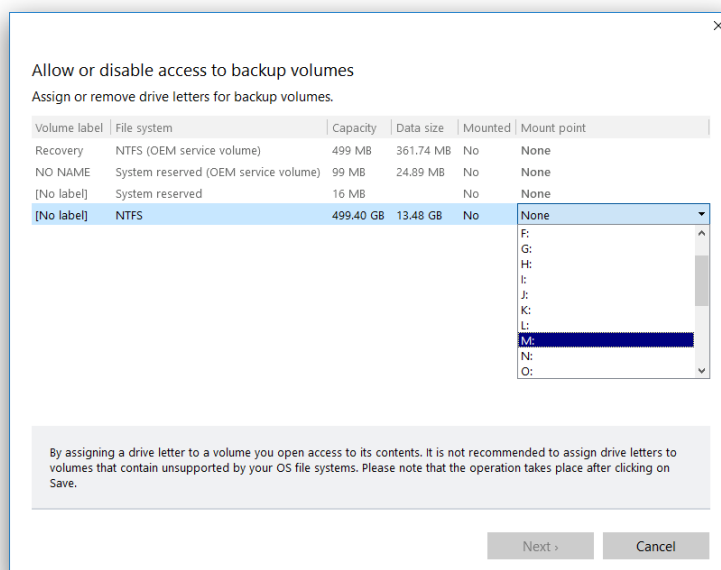 Allow or disable access to backup volumes
Assign or remove drive letters for backup volumes.
Volume label File system Capacity Data size Mounted Mount point
Recovery NTFS (OEM service volume) 499 MB 361.74 MB No None
NO NAME System reserved (OEM service volume) 99 MB 24.89 MB No None
[No label] System reserved 16 MB No None
[No label] NTFS 499.40 GB 13.48 GB No None
F:
G:
H:
I:
J:
K:
L:
M:
N:
O:
By assigning a drive letter to a volume you open access to its contents. It is not recommended to assign drive letters to
volumes that contain unsupported by your OS file systems. Please note that the operation takes place after clicking on
Save.
Next › Cancel